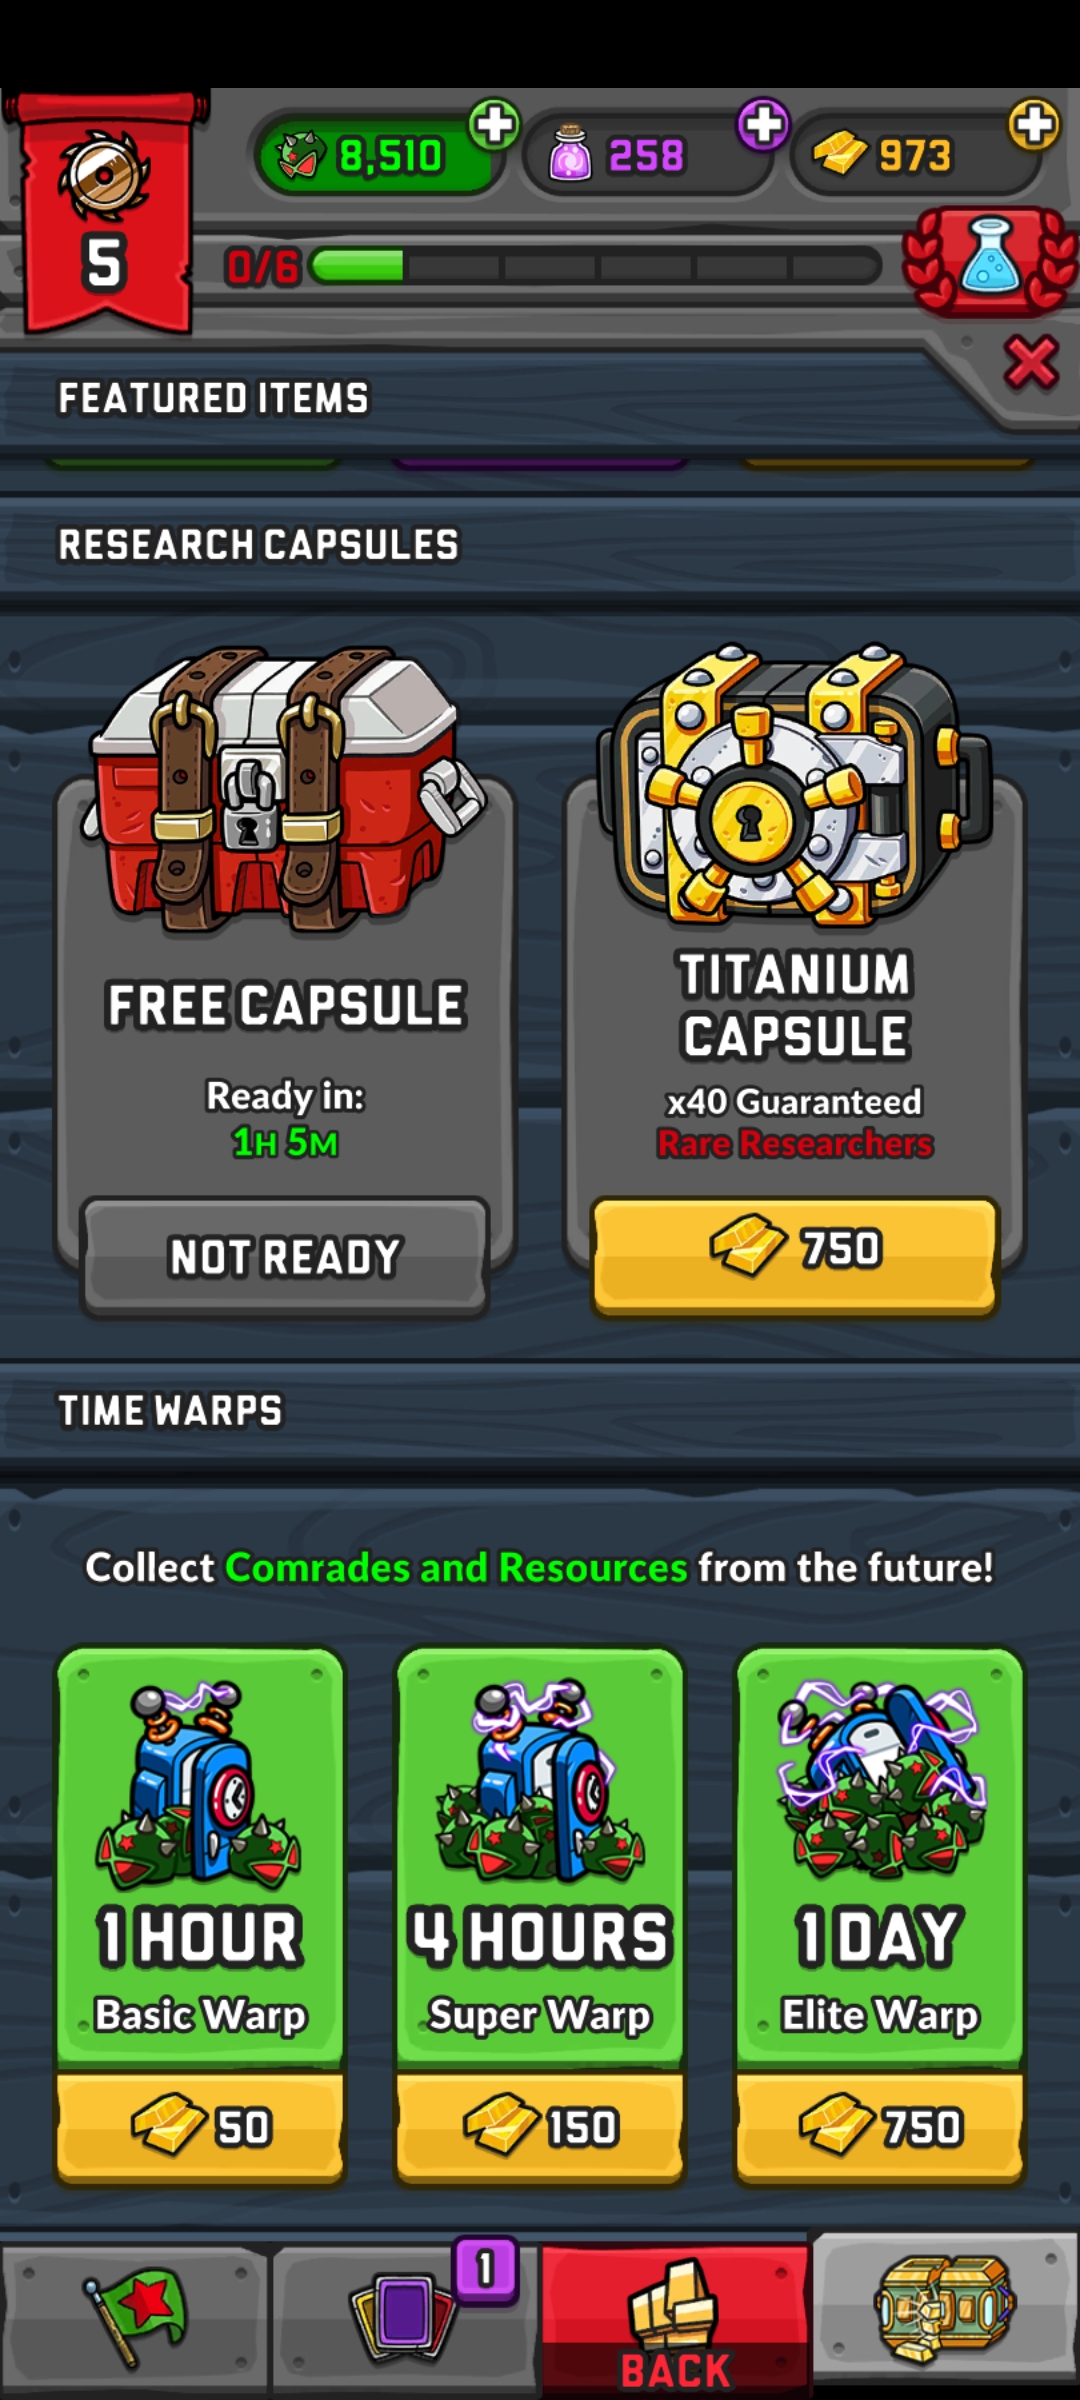 8,510
258
973
5
0/6
FEATURED ITEMS
RESEARCH CAPSULES
FREE CAPSULE
Ready in:
1H 5M
NOT READY
TITANIUM
CAPSULE
x40 Guaranteed
Rare Researchers
750
TIME WARPS
Collect Comrades and Resources from the future!
1 HOUR
Basic Warp
50
4 HOURS
Super Warp
150
1 DAY
Elite Warp
750
1
BACK